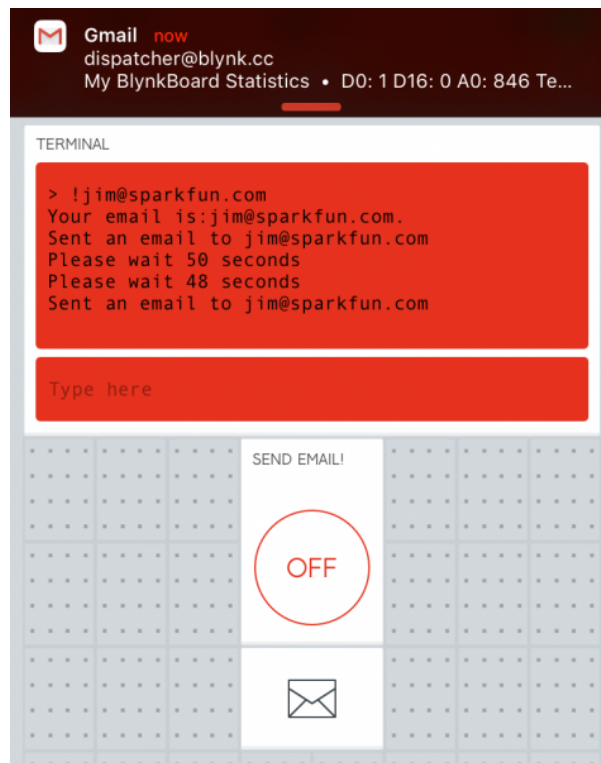 Gmail now
dispatcher@blynk.cc
My BlynkBoard Statistics • D0: 1 D16: 0 A0: 846 Te...
TERMINAL
> !jim@sparkfun.com
Your email is:jim@sparkfun.com.
Sent an email to jim@sparkfun.com
Please wait 50 seconds
Please wait 48 seconds
Sent an email to jim@sparkfun.com
Type here
SEND EMAIL!
OFF